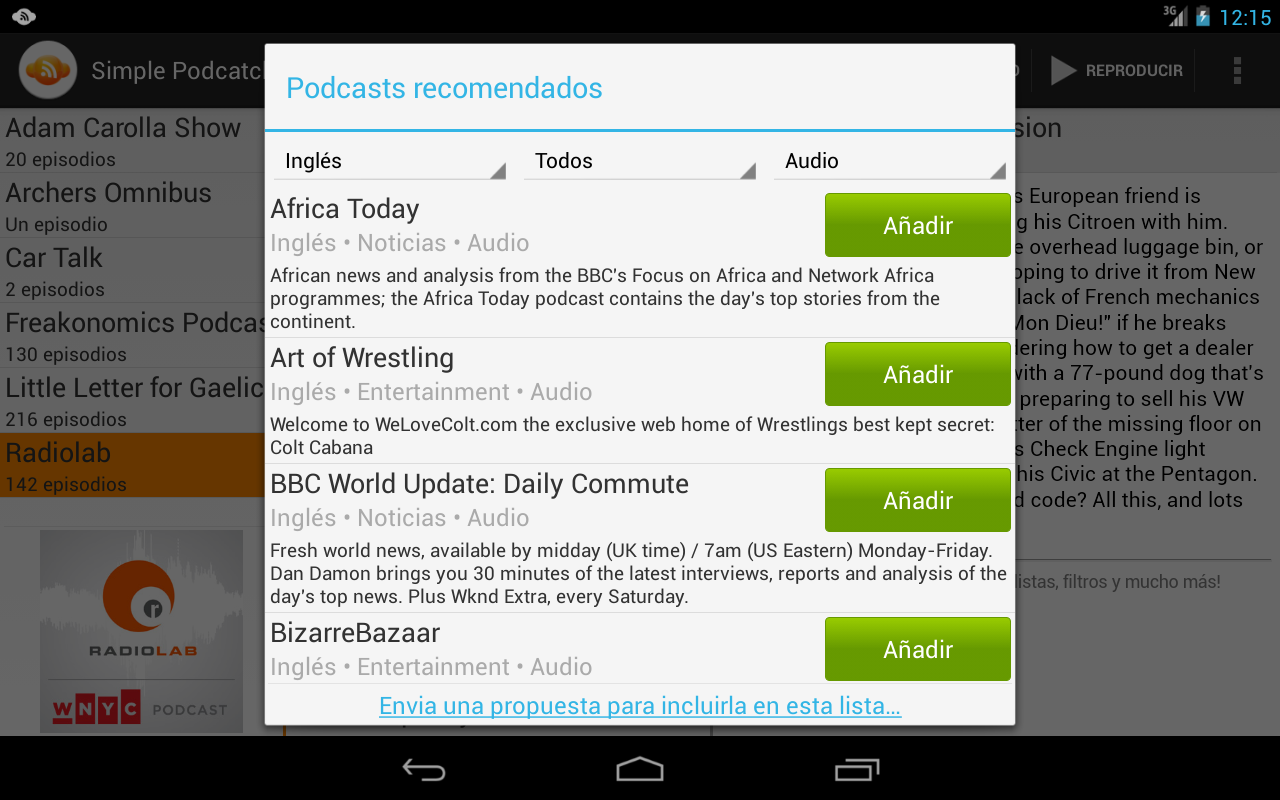 3G
12:15
Simple Podcatc
REPRODUCIR
Podcasts recomendados
Inglés
Todos
Audio
Africa Today
Inglés • Noticias • Audio
Añadir
African news and analysis from the BBC's Focus on Africa and Network Africa
programmes; the Africa Today podcast contains the day's top stories from the
continent.
Art of Wrestling
Inglés • Entertainment • Audio
Añadir
Welcome to WeLoveColt.com the exclusive web home of Wrestlings best kept secret:
Colt Cabana
BBC World Update: Daily Commute
Inglés • Noticias • Audio
Añadir
Fresh world news, available by midday (UK time) / 7am (US Eastern) Monday-Friday.
Dan Damon brings you 30 minutes of the latest interviews, reports and analysis of the
day's top news. Plus Wknd Extra, every Saturday.
BizarreBazaar
Inglés • Entertainment • Audio
Añadir
Envia una propuesta para incluirla en esta lista...
Adam Carolla Show
20 episodios
Archers Omnibus
Un episodio
Car Talk
2 episodios
Freakonomics Podcas
130 episodios
Little Letter for Gaelic
216 episodios
Radiolab
142 episodios
RADIOLAB
WNYC PODCAST
sion
s European friend is
g his Citroen with him.
e overhead luggage bin, or
oping to drive it from New
lack of French mechanics
Mon Dieu!" if he breaks
dering how to get a dealer
with a 77-pound dog that's
preparing to sell his VW
ter of the missing floor on
s Check Engine light
his Civic at the Pentagon.
d code? All this, and lots
listas, filtros y mucho más!